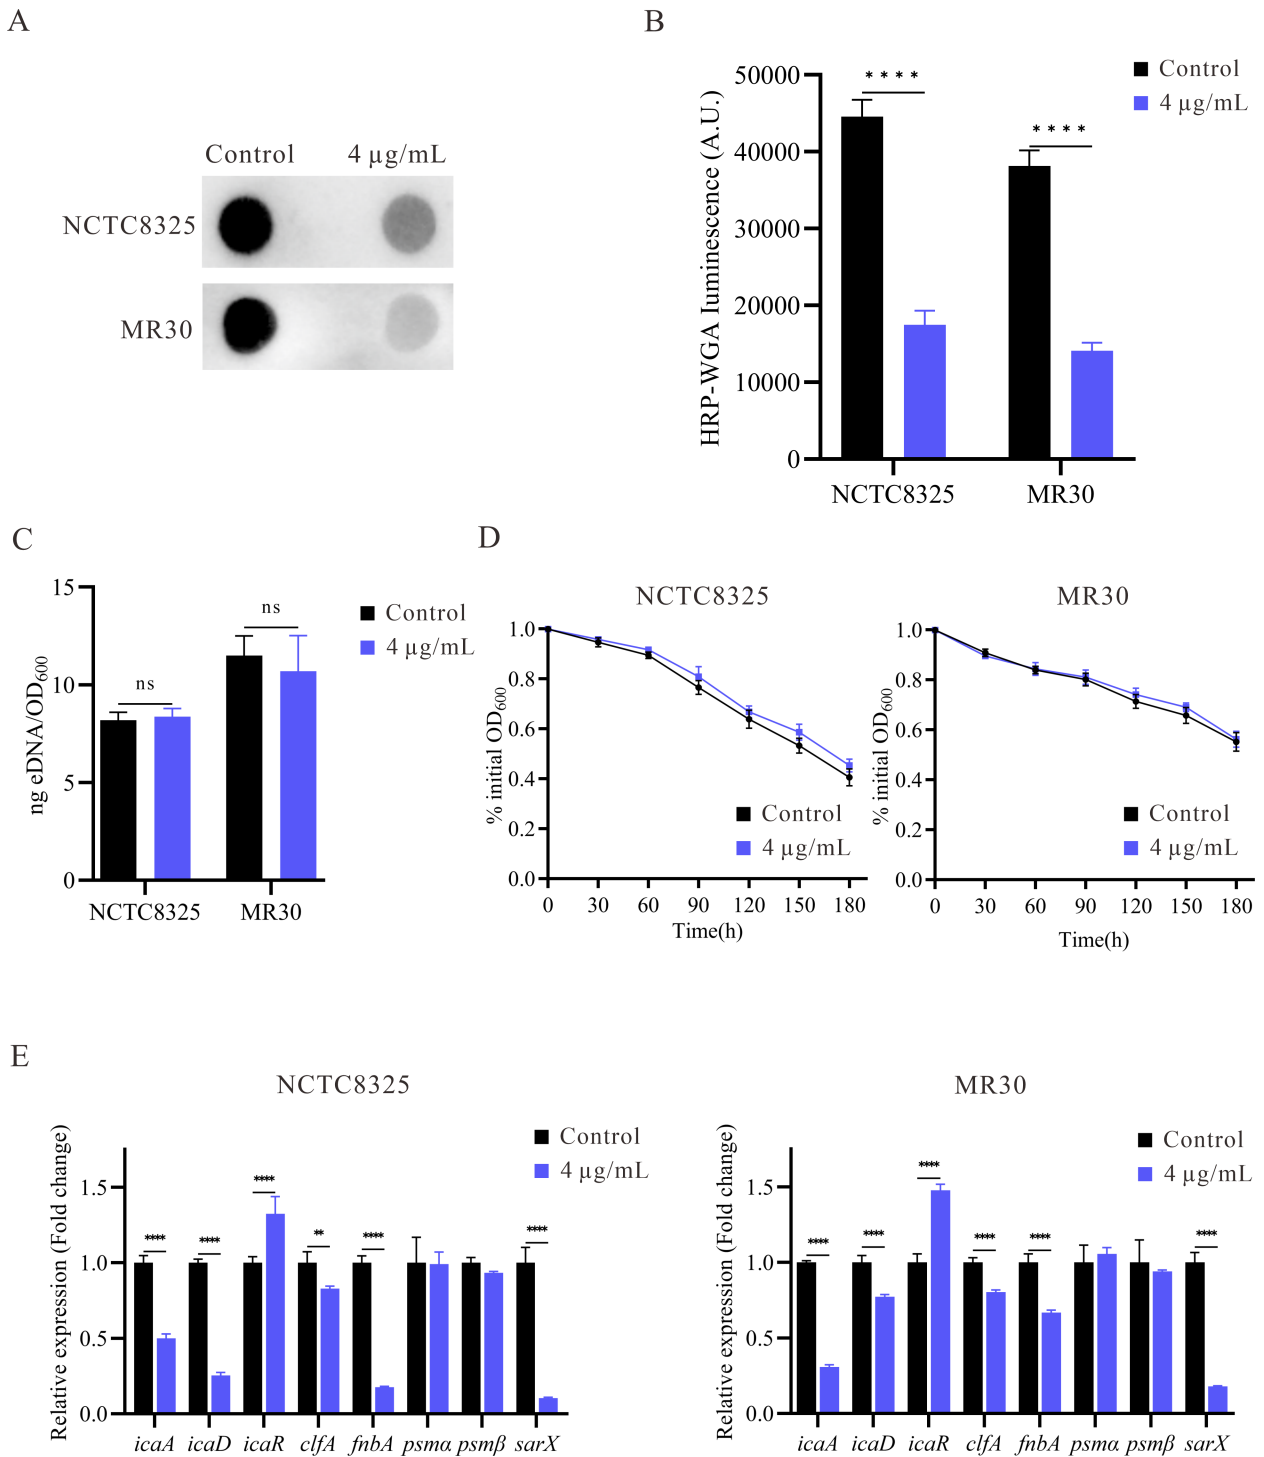 A
Control 4 µg/mL
NCTC8325
MR30
B
HRP-WGA luminescence (A.U.)
50000
40000
30000
20000
10000
0
**** ****
NCTC8325 MR30
Control
4 µg/mL
C
ng eDNA/OD600
15
10
5
0
ns ns
NCTC8325 MR30
Control
4 µg/mL
D
NCTC8325
% initial OD600
1.0
0.8
0.6
0.4
0.2
0.0
0 30 60 90 120 150 180
Time(h)
Control
4 µg/mL
MR30
% initial OD600
1.0
0.8
0.6
0.4
0.2
0.0
0 30 60 90 120 150 180
Time(h)
Control
4 µg/mL
E
NCTC8325
Relative expression (Fold change)
1.5
1.0
0.5
0.0
**** **** **** ** **** ****
icaA icaD icaR clfA fnbA psmα psmβ sarX
Control
4 µg/mL
MR30
Relative expression (Fold change)
1.5
1.0
0.5
0.0
**** **** **** **** **** ****
icaA icaD icaR clfA fnbA psmα psmβ sarX
Control
4 µg/mL